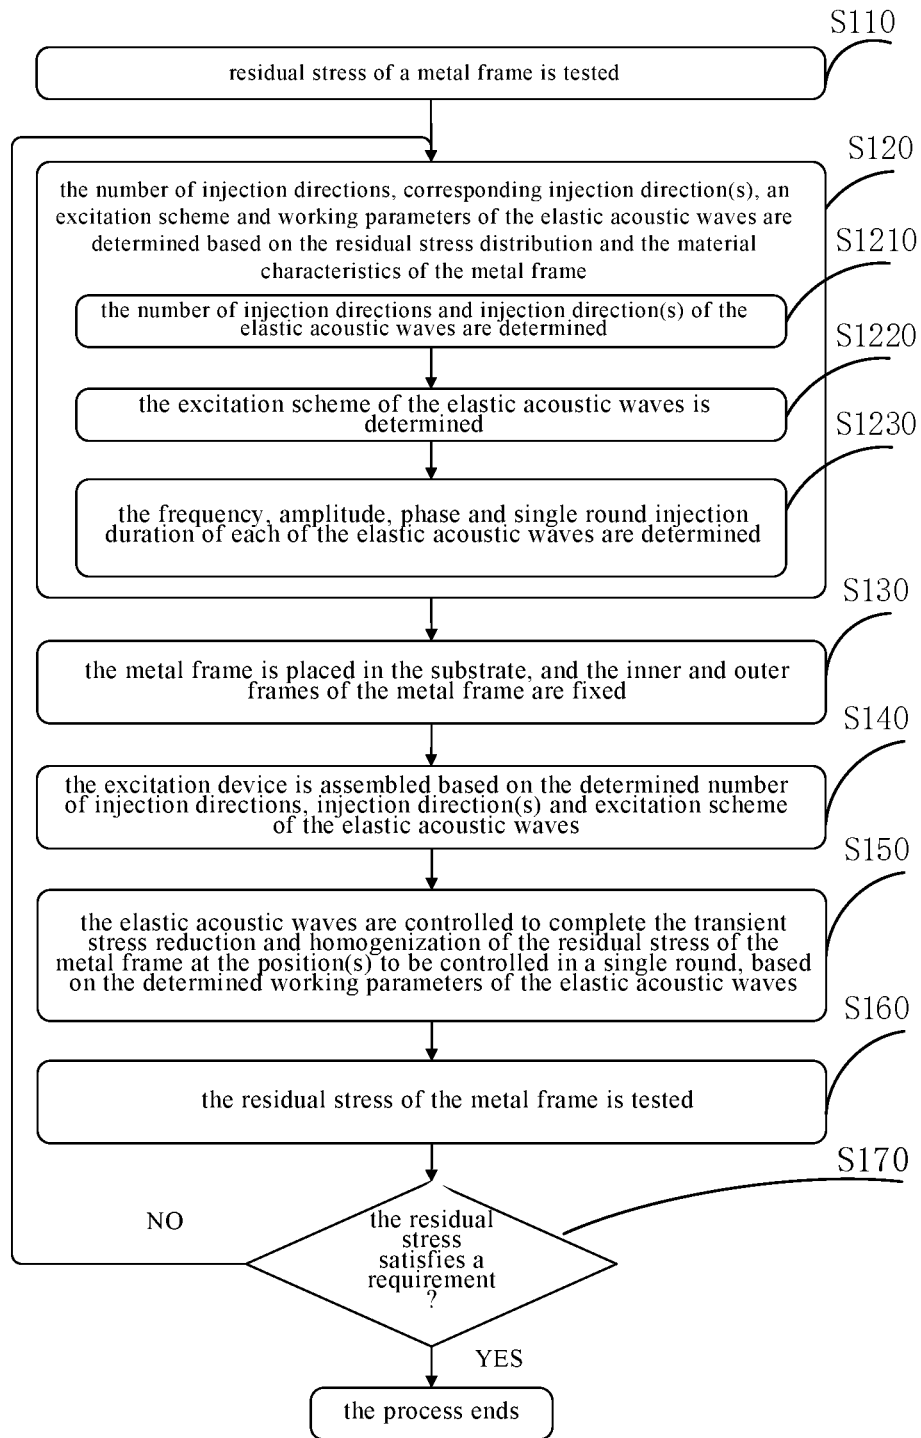 S110
residual stress of a metal frame is tested
S120
the number of injection directions, corresponding injection direction(s), an
excitation scheme and working parameters of the elastic acoustic waves are
determined based on the residual stress distribution and the material
characteristics of the metal frame
S1210
the number of injection directions and injection direction(s) of the
elastic acoustic waves are determined
S1220
the excitation scheme of the elastic acoustic waves is
determined
S1230
the frequency, amplitude, phase and single round injection
duration of each of the elastic acoustic waves are determined
S130
the metal frame is placed in the substrate, and the inner and outer
frames of the metal frame are fixed
S140
the excitation device is assembled based on the determined number
of injection directions, injection direction(s) and excitation scheme
of the elastic acoustic waves
S150
the elastic acoustic waves are controlled to complete the transient
stress reduction and homogenization of the residual stress of the
metal frame at the position(s) to be controlled in a single round, based
on the determined working parameters of the elastic acoustic waves
S160
the residual stress of the metal frame is tested
S170
NO
the residual
stress
satisfies a
requirement
?
YES
the process ends